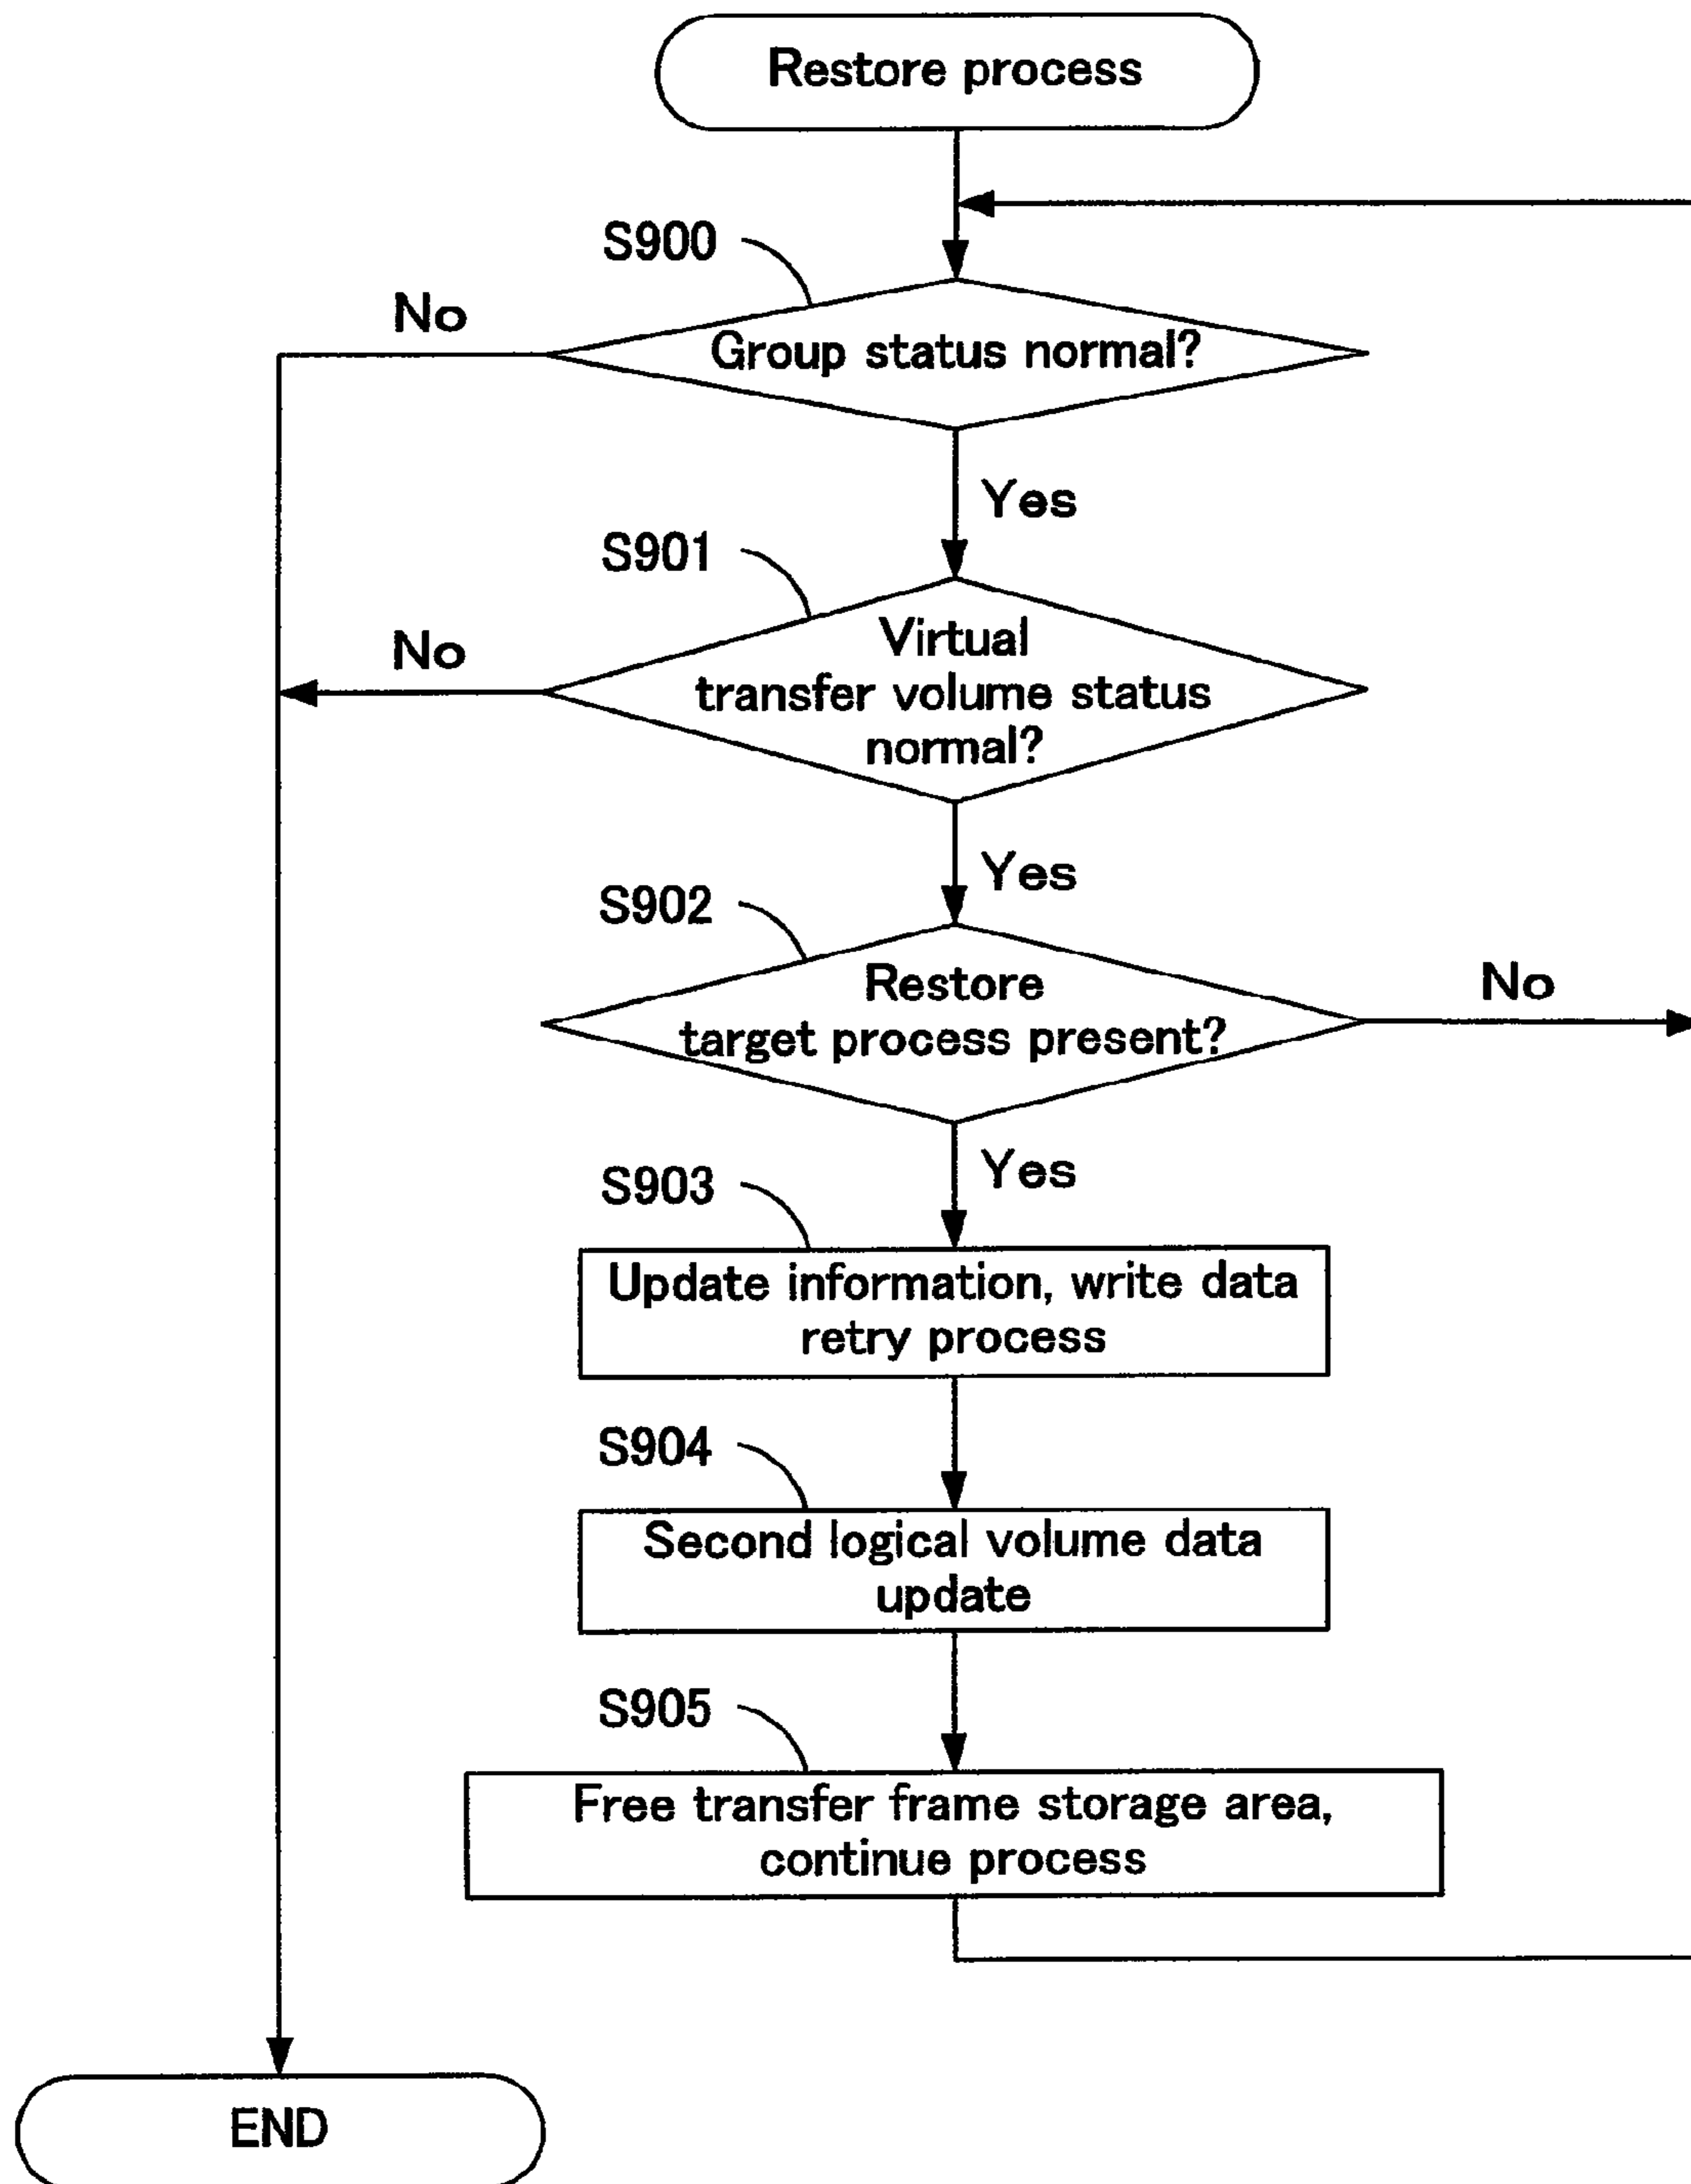 Restore process
S900
No
Group status normal?
Yes
S901
No
Virtual
transfer volume status
normal?
Yes
S902
Restore
target process present?
No
Yes
S903
Update information, write data
retry process
S904
Second logical volume data
update
S905
Free transfer frame storage area,
continue process
END